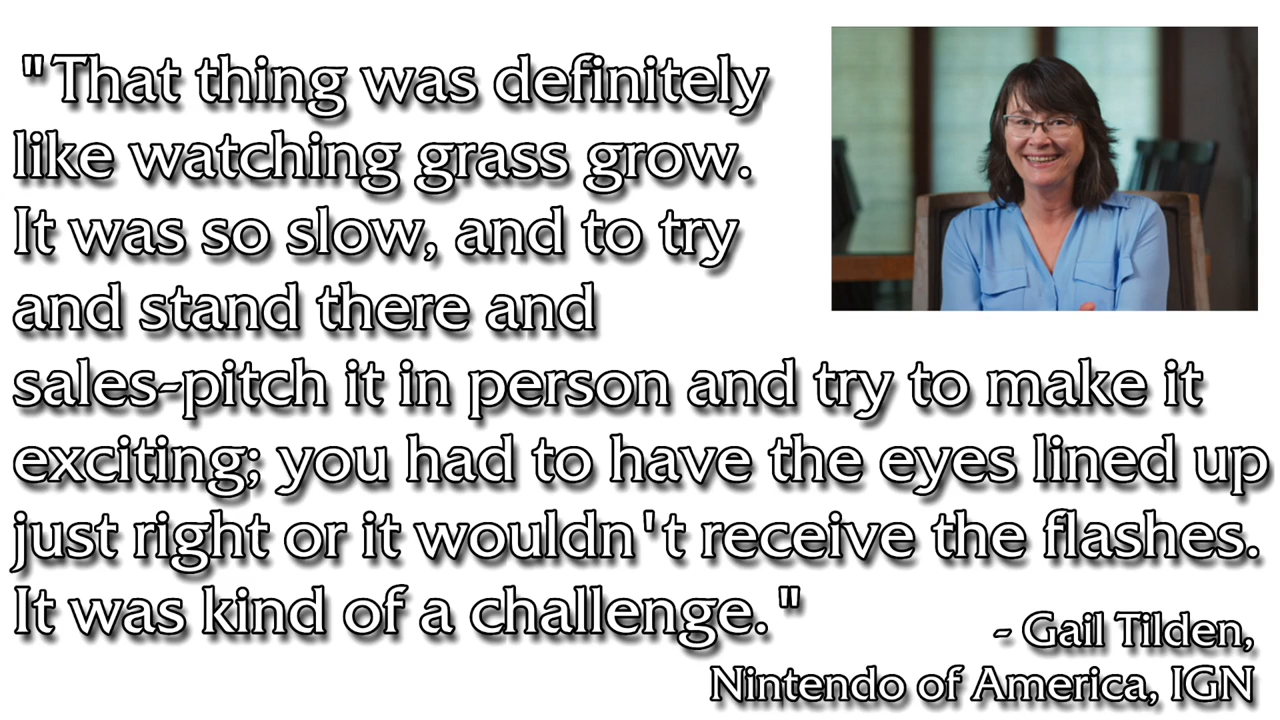 "That thing was definitely
like watching grass grow.
It was so slow, and to try
and stand there and
sales-pitch it in person and try to make it
exciting; you had to have the eyes lined up
just right or it wouldn't receive the flashes.
It was kind of a challenge."
- Gail Tilden,
Nintendo of America, IGN